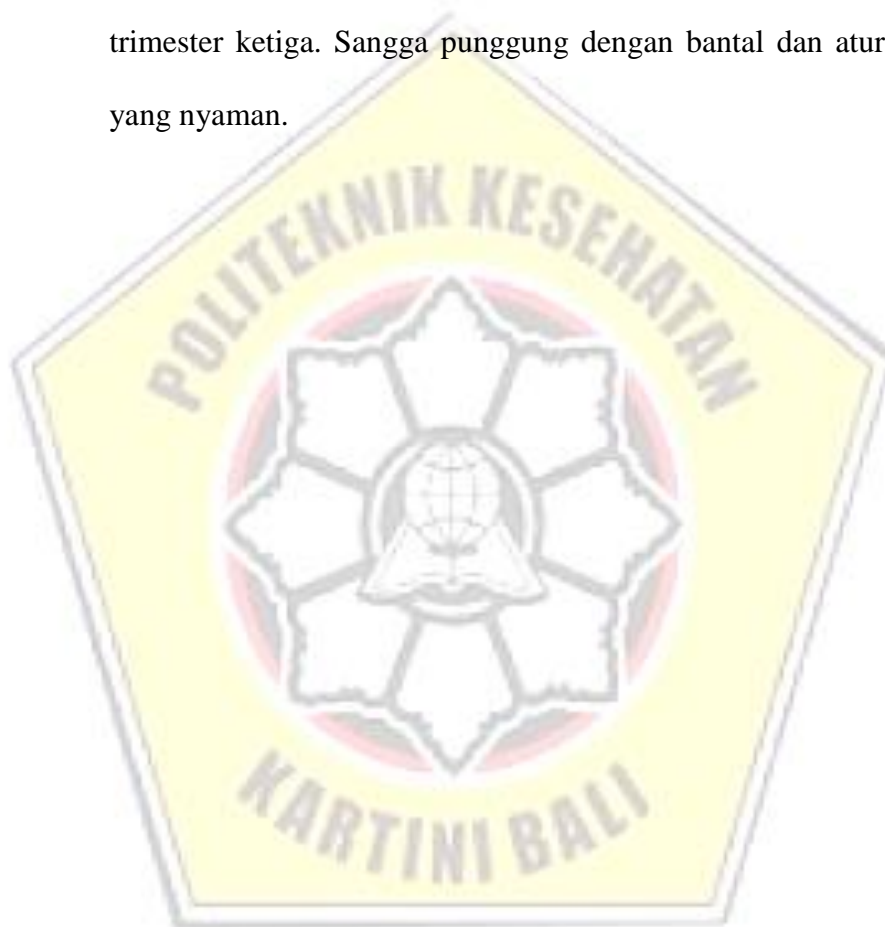 trimester ketiga. Sangga punggung dengan bantal dan atur
yang nyaman.
POLITEKNIK KESEHATAN
KARTINI BALI